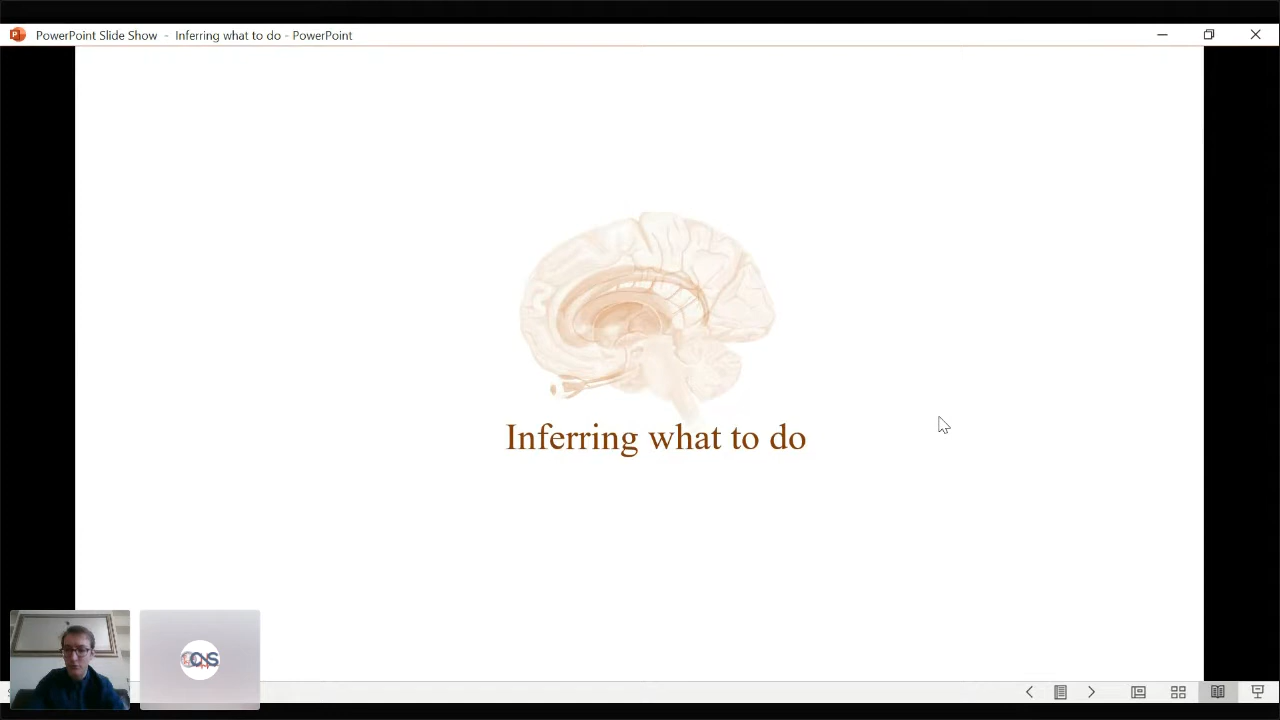 PowerPoint Slide Show - Inferring what to do - PowerPoint
Inferring what to do